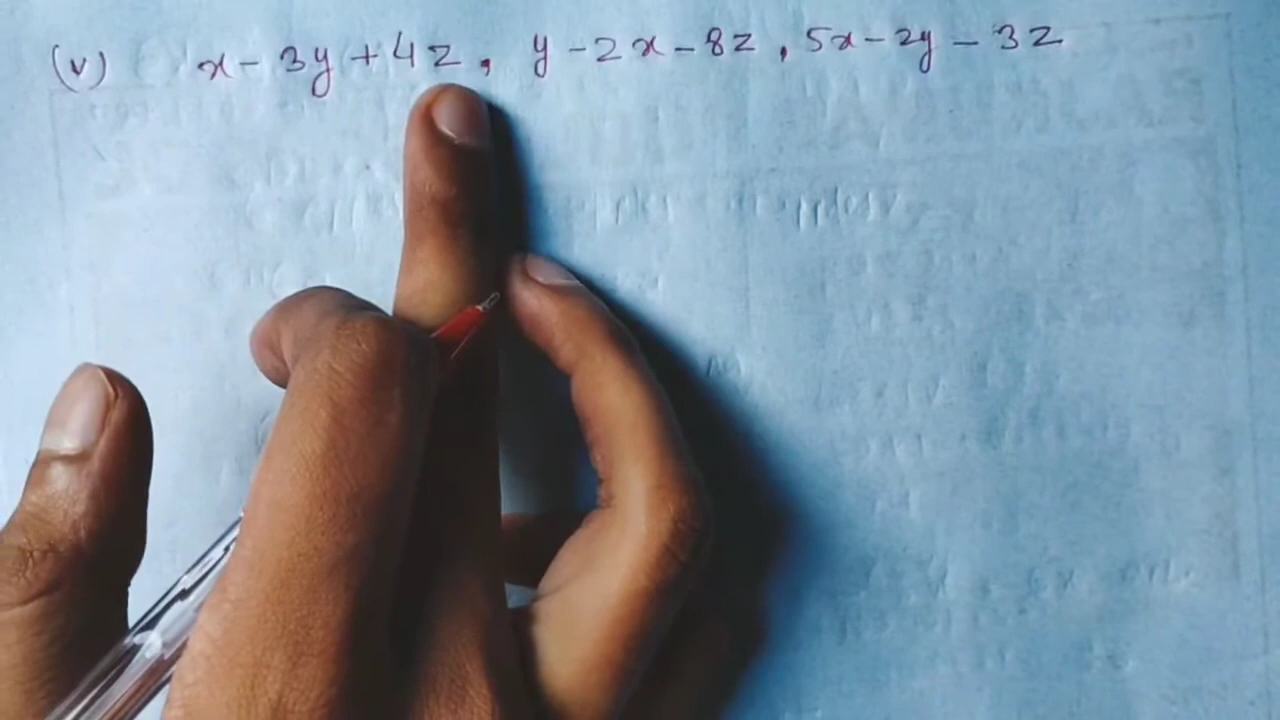 (v) x - 3y + 4z , y - 2x - 8z , 5x - 2y - 3z